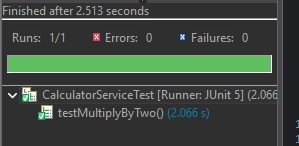 Finished after 2.513 seconds
Runs: 1/1 Errors: 0 Failures: 0
CalculatorServiceTest [Runner: JUnit 5] (2.066
testMultiplyByTwo() (2.066 s)